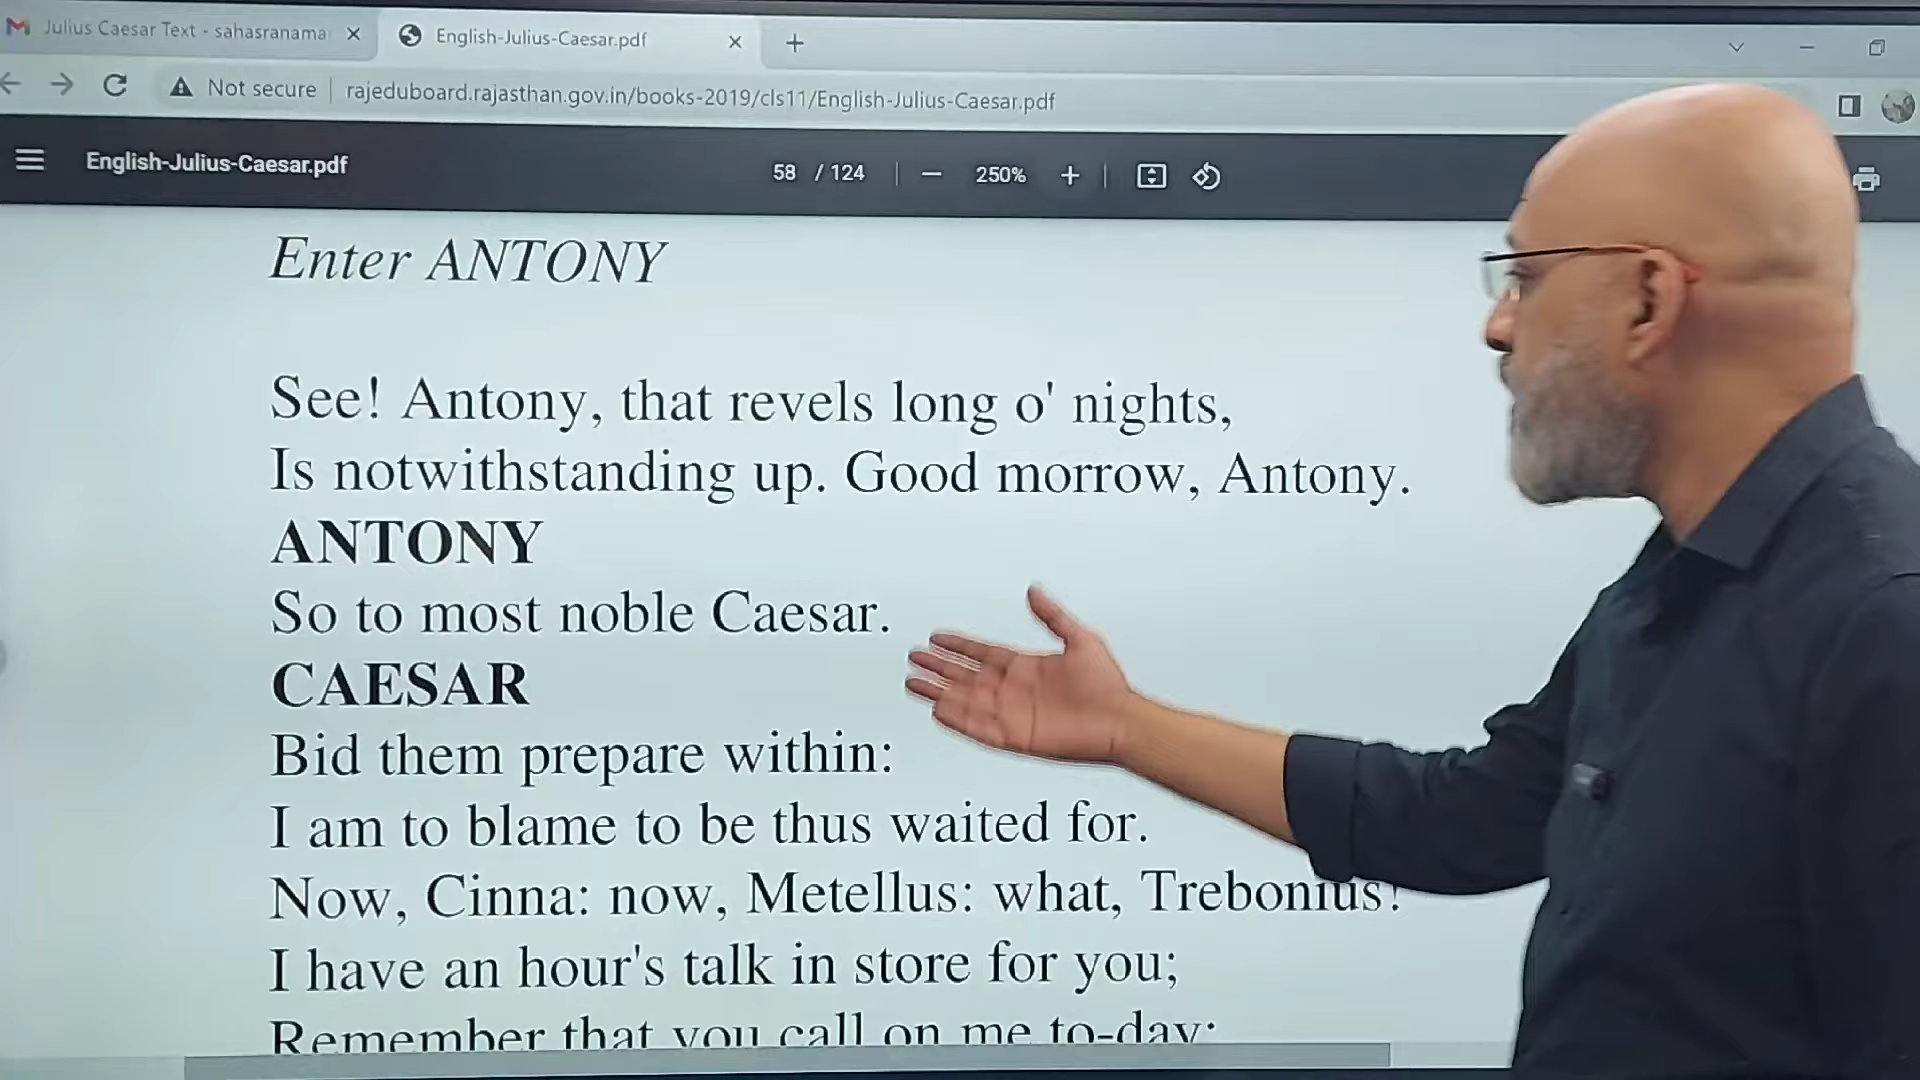 Julius Caesar Text - sahasranama
English-Julius-Caesar.pdf
Not secure
rajeduboard.rajasthan.gov.in/books-2019/cls11/English-Julius-Caesar.pdf
English-Julius-Caesar.pdf
58 / 124
250%
Enter ANTONY
See! Antony, that revels long o' nights,
Is notwithstanding up. Good morrow, Antony.
ANTONY
So to most noble Caesar.
CAESAR
Bid them prepare within:
I am to blame to be thus waited for.
Now, Cinna: now, Metellus: what, Trebonius!
I have an hour's talk in store for you;
Remember that you call on me to-day: